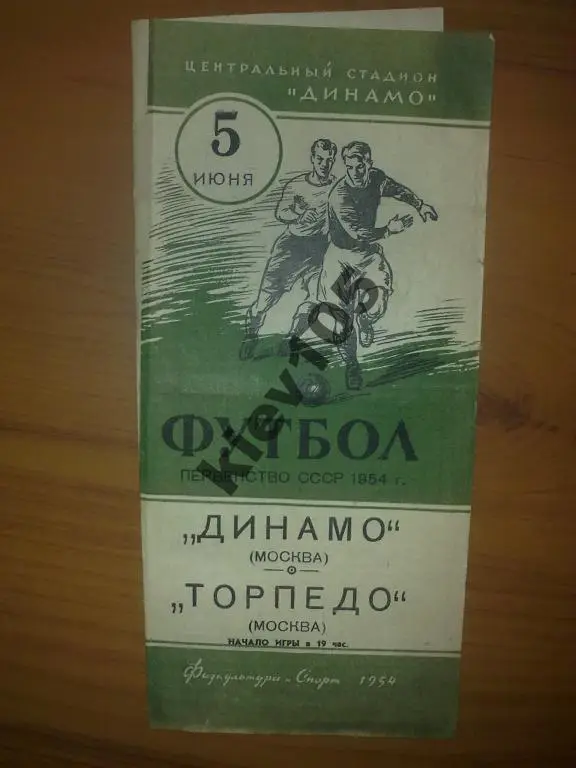 ЦЕНТРАЛЬНЫЙ СТАДИОН
"ДИНАМО"
5
ИЮНЯ
ФУТБОЛ
ПЕРВЕНСТВО СССР 1954 г.
„ДИНАМО“
(МОСКВА)
„ТОРПЕДО“
(МОСКВА)
НАЧАЛО ИГРЫ в 19 час.
Физкультура и Спорт 1954
Kiev105